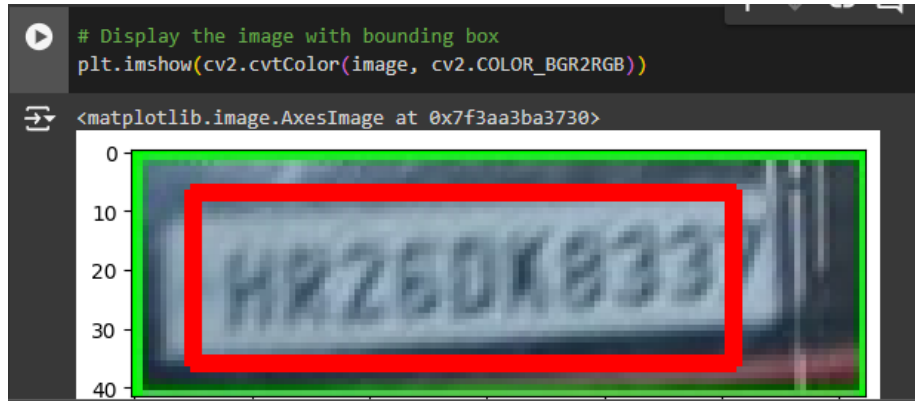 # Display the image with bounding box
plt.imshow(cv2.cvtColor(image, cv2.COLOR_BGR2RGB))
<matplotlib.image.AxesImage at 0x7f3aa3ba3730>
0
10
HR26DK8337
20
30
40